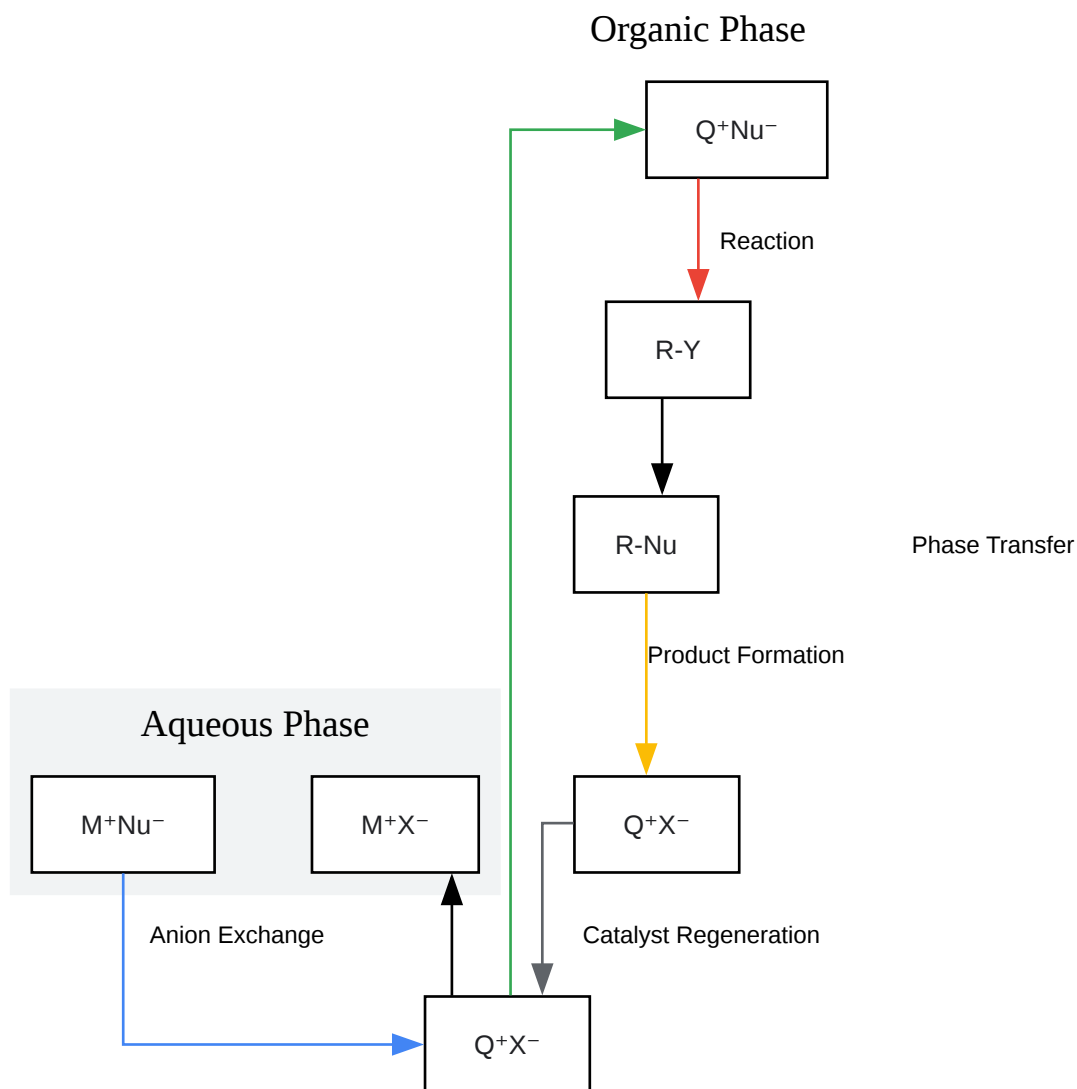 Organic Phase
Q⁺Nu⁻
Reaction
R-Y
R-Nu
Phase Transfer
Product Formation
Aqueous Phase
M⁺Nu⁻
M⁺X⁻
Q⁺X⁻
Anion Exchange
Catalyst Regeneration
Q⁺X⁻